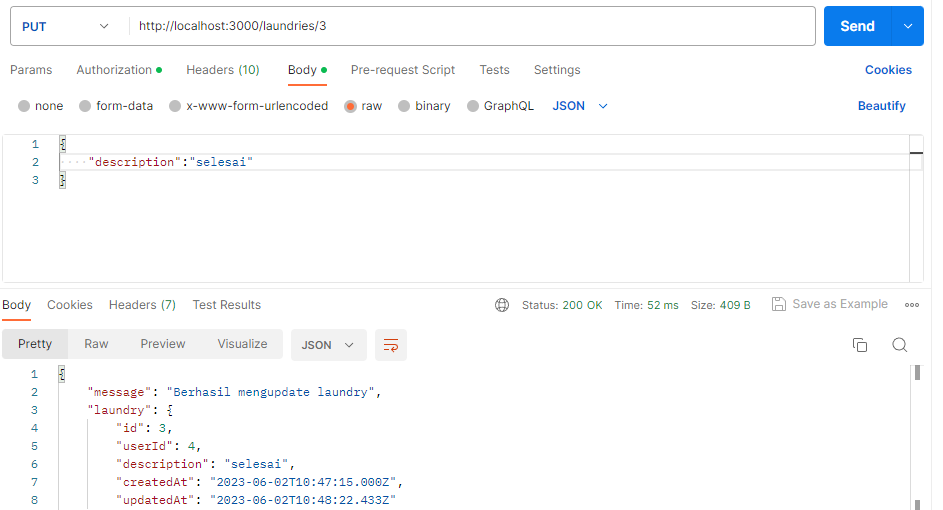 PUT http://localhost:3000/laundries/3 Send
Params Authorization Headers (10) Body Pre-request Script Tests Settings Cookies
none form-data x-www-form-urlencoded raw binary GraphQL JSON Beautify
1 {
2 "description":"selesai"
3 }
Body Cookies Headers (7) Test Results Status: 200 OK Time: 52 ms Size: 409 B Save as Example
Pretty Raw Preview Visualize JSON
1 {
2 "message": "Berhasil mengupdate laundry",
3 "laundry": {
4 "id": 3,
5 "userId": 4,
6 "description": "selesai",
7 "createdAt": "2023-06-02T10:47:15.000Z",
8 "updatedAt": "2023-06-02T10:48:22.433Z"